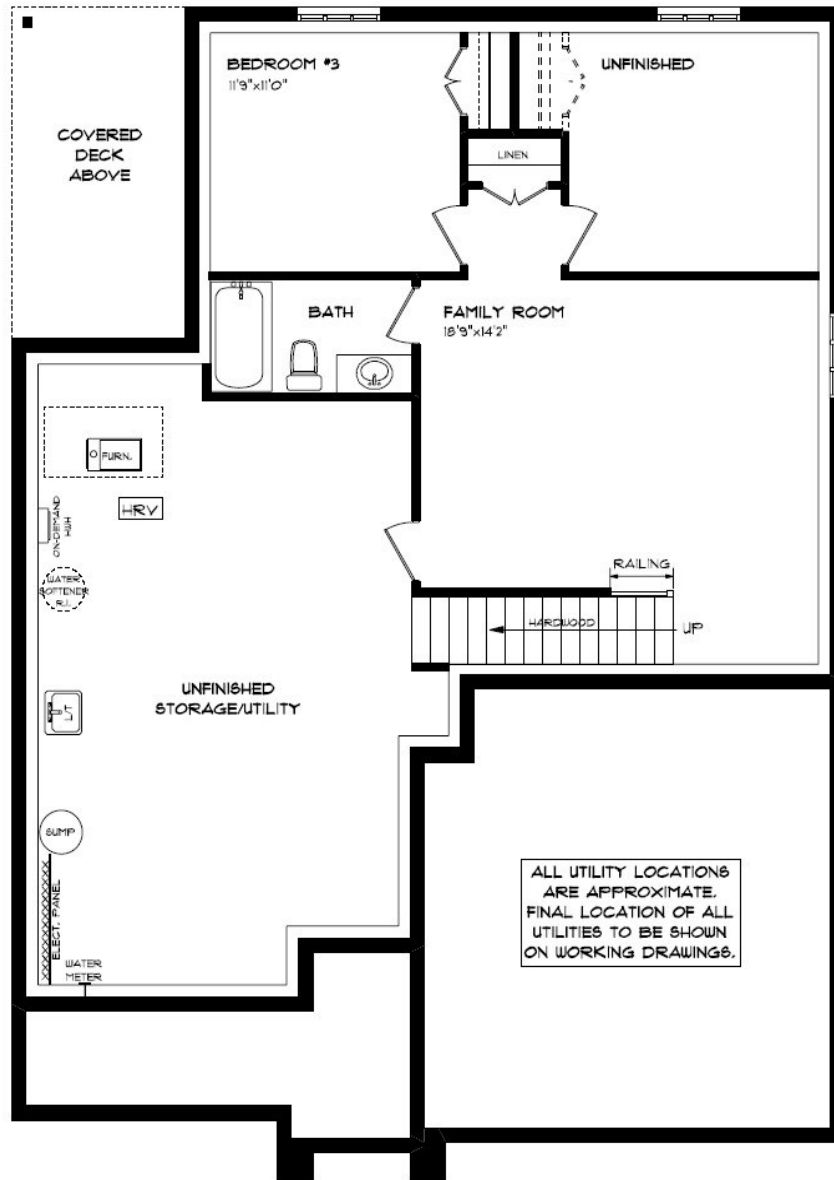 BEDROOM #3
11'9"x11'0"
UNFINISHED
COVERED
DECK
ABOVE
LINEN
BATH
FAMILY ROOM
18'9"x14'2"
FURN.
HRV
ON-DEMAND
HWH
WATER
SOFTENER
R.I.
RAILING
HARDWOOD
UP
UNFINISHED
STORAGE/UTILITY
L/T
SUMP
ELECT. PANEL
WATER
METER
ALL UTILITY LOCATIONS
ARE APPROXIMATE.
FINAL LOCATION OF ALL
UTILITIES TO BE SHOWN
ON WORKING DRAWINGS.